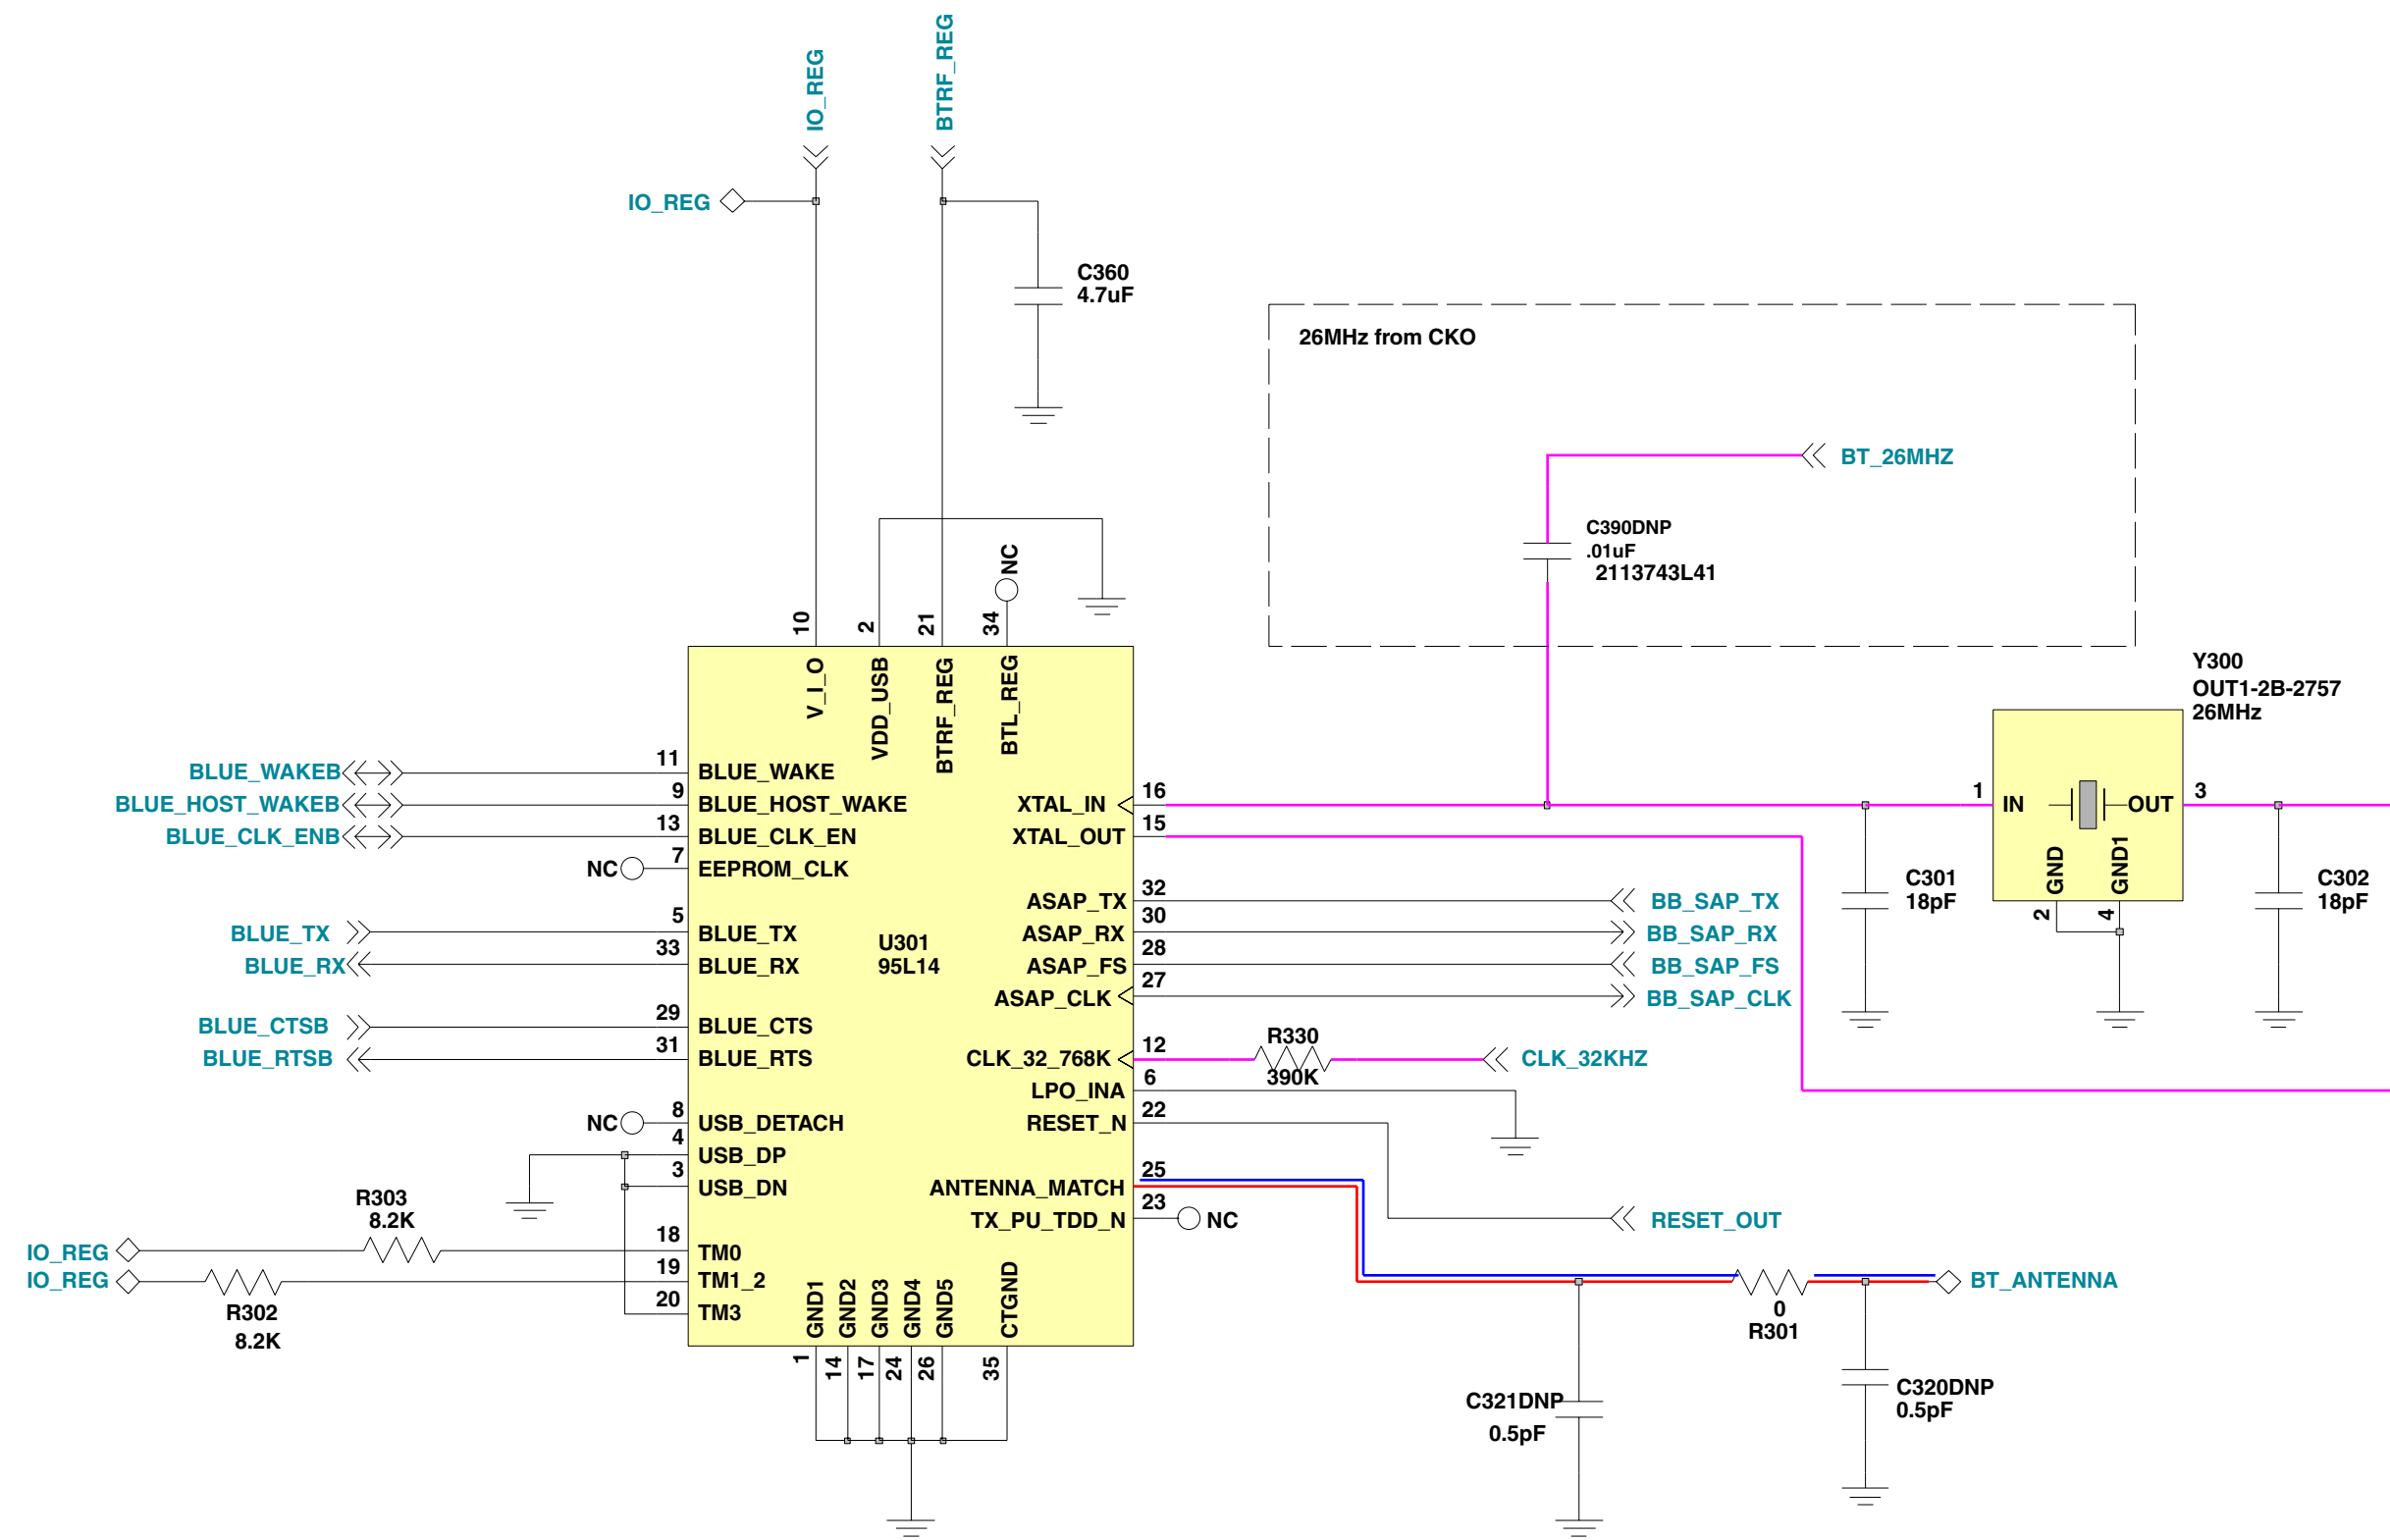 IO_REG
BTRF_REG
IO_REG
C360
4.7uF
26MHz from CKO
BT_26MHZ
C390DNP
.01uF
2113743L41
NC
10
2
21
34
V_I_O
VDD_USB
BTRF_REG
BTL_REG
Y300
OUT1-2B-2757
26MHz
BLUE_WAKEB
11
BLUE_WAKE
BLUE_HOST_WAKEB
9
BLUE_HOST_WAKE
BLUE_CLK_ENB
13
BLUE_CLK_EN
NC
7
EEPROM_CLK
BLUE_TX
5
BLUE_TX
BLUE_RX
33
BLUE_RX
BLUE_CTSB
29
BLUE_CTS
BLUE_RTSB
31
BLUE_RTS
NC
8
USB_DETACH
4
USB_DP
3
USB_DN
R303
8.2K
IO_REG
18
TM0
IO_REG
19
TM1_2
R302
8.2K
20
TM3
U301
95L14
XTAL_IN
16
XTAL_OUT
15
1
IN
OUT
3
GND
GND1
2
4
C301
18pF
C302
18pF
ASAP_TX
32
BB_SAP_TX
ASAP_RX
30
BB_SAP_RX
ASAP_FS
28
BB_SAP_FS
ASAP_CLK
27
BB_SAP_CLK
CLK_32_768K
12
R330
390K
CLK_32KHZ
LPO_INA
6
RESET_N
22
ANTENNA_MATCH
25
TX_PU_TDD_N
23
NC
RESET_OUT
BT_ANTENNA
0
R301
GND1
GND2
GND3
GND4
GND5
CTGND
1
14
17
24
26
35
C321DNP
0.5pF
C320DNP
0.5pF